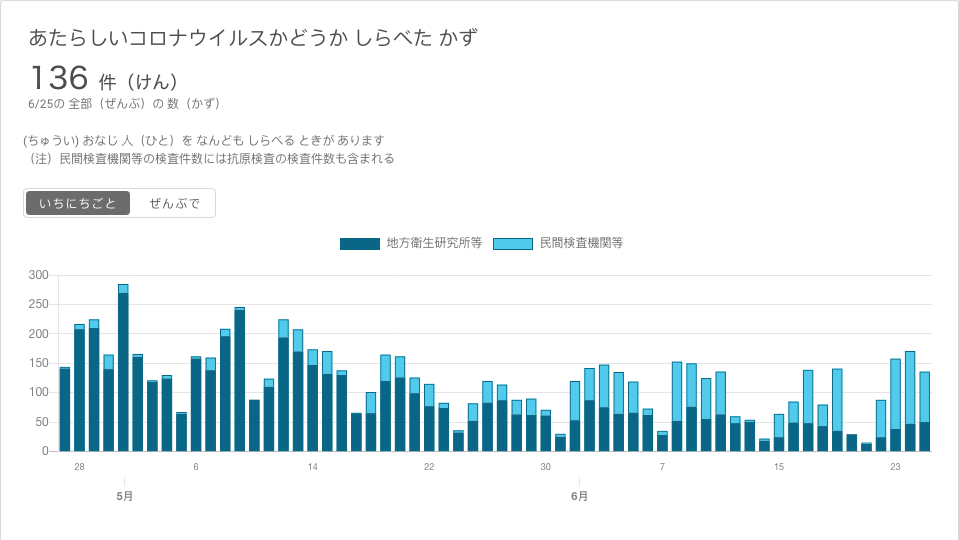 あたらしいコロナウイルスかどうか しらべた かず
136 件（けん）
6/25の 全部（ぜんぶ）の 数（かず）
(ちゅうい) おなじ 人（ひと）を なんども しらべる ときが あります
（注）民間検査機関等の検査件数には抗原検査の検査件数も含まれる
いちにちごと ぜんぶで
地方衛生研究所等 民間検査機関等
300
250
200
150
100
50
0
28 6 14 22 30 7 15 23
5月 6月